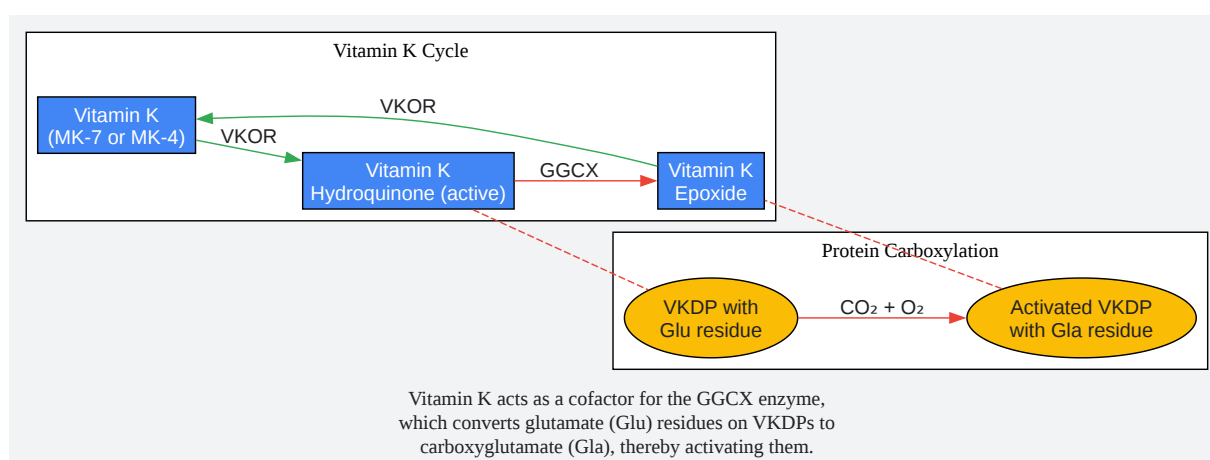 Vitamin K Cycle
Vitamin K
(MK-7 or MK-4)
VKOR
VKOR
Vitamin K
Hydroquinone (active)
GGCX
Vitamin K
Epoxide
Protein Carboxylation
VKDP with
Glu residue
CO₂ + O₂
Activated VKDP
with Gla residue
Vitamin K acts as a cofactor for the GGCX enzyme,
which converts glutamate (Glu) residues on VKDPs to
carboxyglutamate (Gla), thereby activating them.